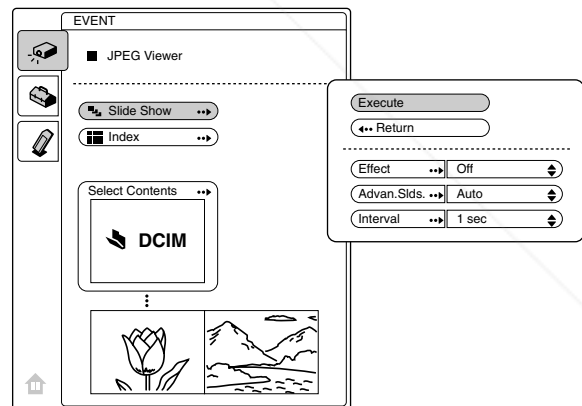 EVENT
JPEG Viewer
Slide Show
Index
Select Contents
DCIM
Execute
Return
Effect Off
Advan.Slds. Auto
Interval 1 sec